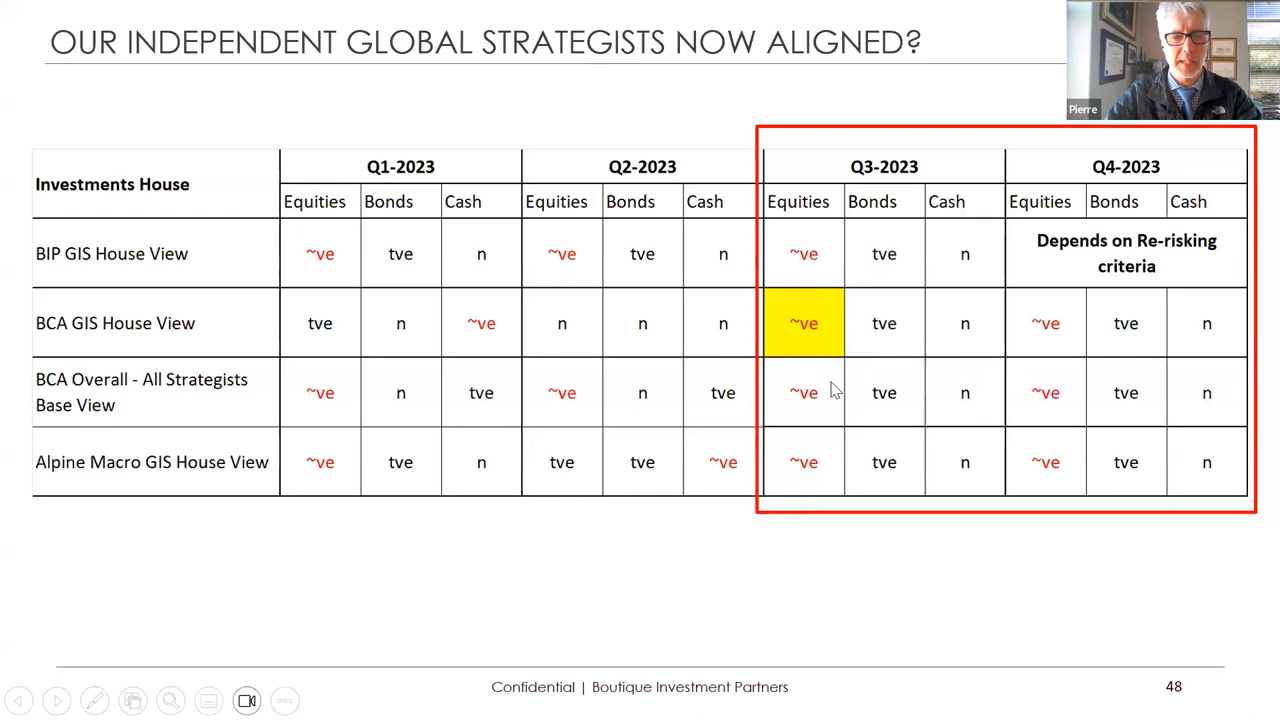 OUR INDEPENDENT GLOBAL STRATEGISTS NOW ALIGNED?
Pierre
Investments House
Q1-2023 Q2-2023 Q3-2023 Q4-2023
Equities Bonds Cash Equities Bonds Cash Equities Bonds Cash Equities Bonds Cash
BIP GIS House View ~ve tve n ~ve tve n ~ve tve n Depends on Re-risking
criteria
BCA GIS House View tve n ~ve n n n ~ve tve n ~ve tve n
BCA Overall - All Strategists
Base View ~ve n tve ~ve n tve ~ve tve n ~ve tve n
Alpine Macro GIS House View ~ve tve n tve tve ~ve ~ve tve n ~ve tve n
Confidential | Boutique Investment Partners
48